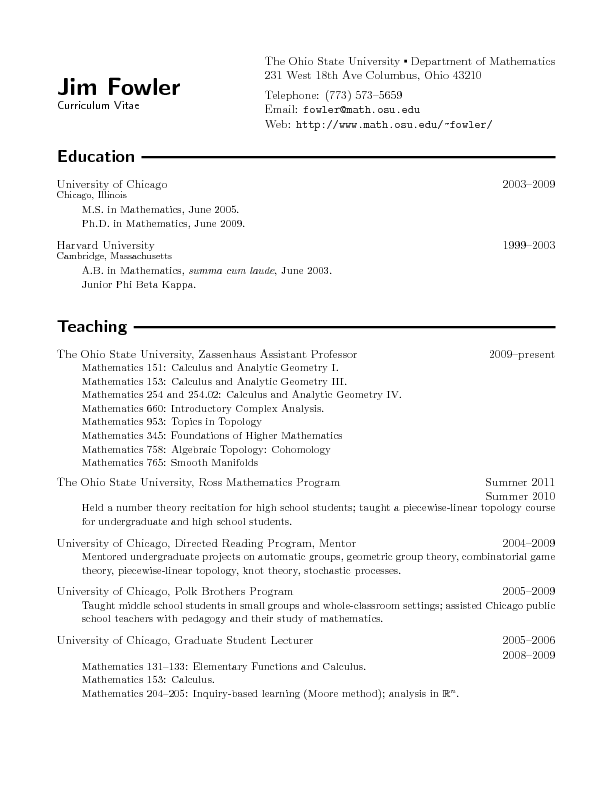 Jim Fowler
Curriculum Vitae
The Ohio State University ▪ Department of Mathematics
231 West 18th Ave Columbus, Ohio 43210
Telephone: (773) 573–5659
Email: fowler@math.osu.edu
Web: http://www.math.osu.edu/~fowler/
Education
University of Chicago 2003–2009
Chicago, Illinois
M.S. in Mathematics, June 2005.
Ph.D. in Mathematics, June 2009.
Harvard University 1999–2003
Cambridge, Massachusetts
A.B. in Mathematics, summa cum laude, June 2003.
Junior Phi Beta Kappa.
Teaching
The Ohio State University, Zassenhaus Assistant Professor 2009–present
Mathematics 151: Calculus and Analytic Geometry I.
Mathematics 153: Calculus and Analytic Geometry III.
Mathematics 254 and 254.02: Calculus and Analytic Geometry IV.
Mathematics 660: Introductory Complex Analysis.
Mathematics 953: Topics in Topology
Mathematics 345: Foundations of Higher Mathematics
Mathematics 758: Algebraic Topology: Cohomology
Mathematics 765: Smooth Manifolds
The Ohio State University, Ross Mathematics Program Summer 2011
Summer 2010
Held a number theory recitation for high school students; taught a piecewise-linear topology course
for undergraduate and high school students.
University of Chicago, Directed Reading Program, Mentor 2004–2009
Mentored undergraduate projects on automatic groups, geometric group theory, combinatorial game
theory, piecewise-linear topology, knot theory, stochastic processes.
University of Chicago, Polk Brothers Program 2005–2009
Taught middle school students in small groups and whole-classroom settings; assisted Chicago public
school teachers with pedagogy and their study of mathematics.
University of Chicago, Graduate Student Lecturer 2005–2006
2008–2009
Mathematics 131–133: Elementary Functions and Calculus.
Mathematics 153: Calculus.
Mathematics 204–205: Inquiry-based learning (Moore method); analysis in ℝⁿ.